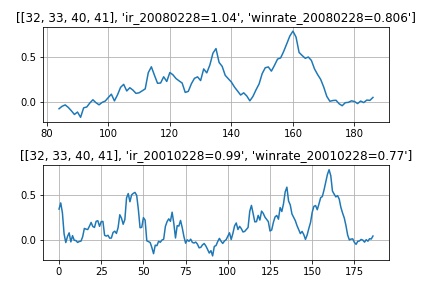 [[32, 33, 40, 41], 'ir_20080228=1.04', 'winrate_20080228=0.806']
0.5
0.0
80 100 120 140 160 180
[[32, 33, 40, 41], 'ir_20010228=0.99', 'winrate_20010228=0.77']
0.5
0.0
0 25 50 75 100 125 150 175